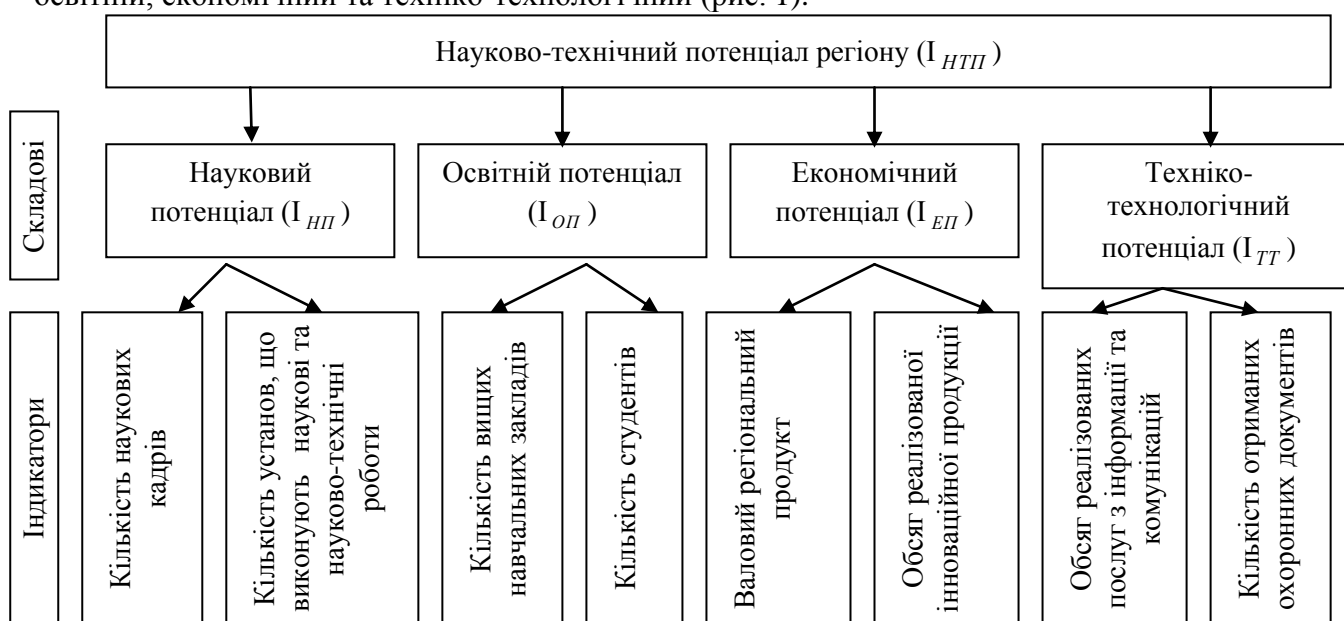 освітній, економічний та техніко-технологічний (рис. 1).
Науково-технічний потенціал регіону (І НТП )
Складові
Науковий
потенціал (І НП )
Освітній потенціал
(І ОП )
Економічний
потенціал (І ЕП )
Техніко-
технологічний
потенціал (І ТТ )
Індикатори
Кількість наукових
кадрів
Кількість установ, що
виконують наукові та
науково-технічні
роботи
Кількість вищих
навчальних закладів
Кількість студентів
Валовий регіональний
продукт
Обсяг реалізованої
інноваційної продукції
Обсяг реалізованих
послуг з інформації та
комунікацій
Кількість отриманих
охоронних документів